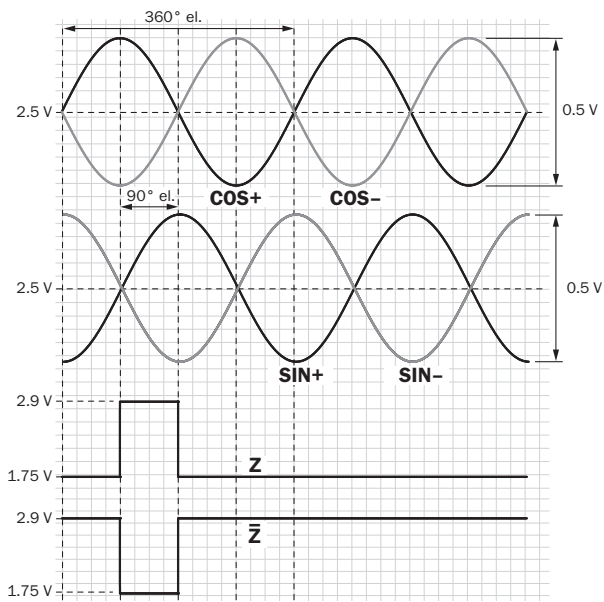 360° el.
2.5 V
0.5 V
90° el.
COS+
COS–
2.5 V
0.5 V
SIN+
SIN–
2.9 V
Z
1.75 V
2.9 V
Z̅
1.75 V